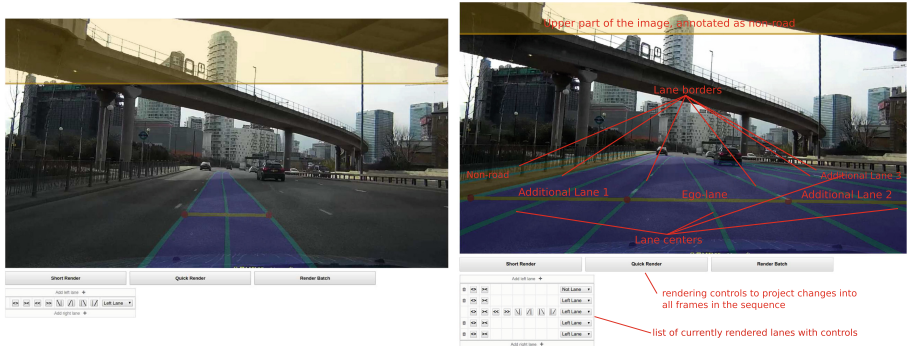 Upper part of the image, annotated as non-road
Lane borders
Non-road
Additional Lane 1
Ego lane
Additional Lane 2
Additional Lane 3
Lane centers
Short Render
Quick Render
Render Batch
Add left lane +
Left Lane
Add right lane +
Short Render
Quick Render
Render Batch
Add left lane +
Not Lane
Left Lane
Left Lane
Left Lane
Left Lane
Add right lane +
rendering controls to project changes into
all frames in the sequence
list of currently rendered lanes with controls